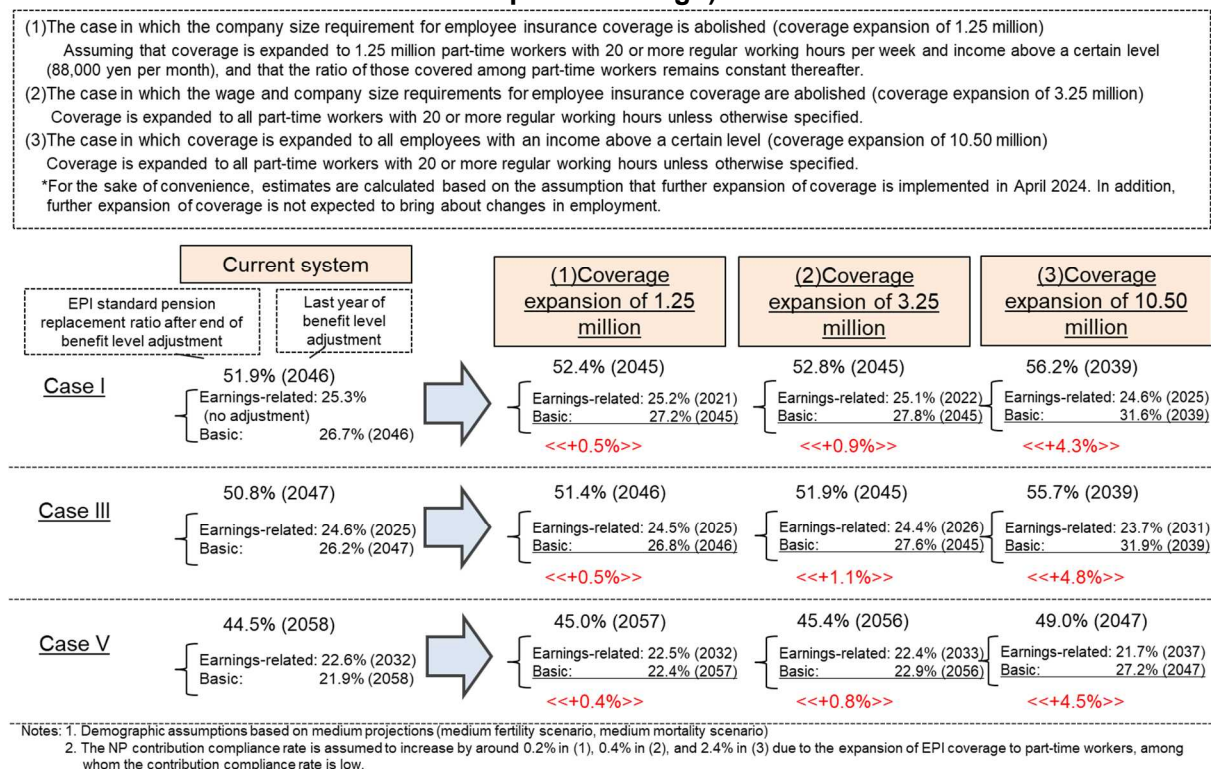 (1)The case in which the company size requirement for employee insurance coverage is abolished (coverage expansion of 1.25 million)
Assuming that coverage is expanded to 1.25 million part-time workers with 20 or more regular working hours per week and income above a certain level
(88,000 yen per month), and that the ratio of those covered among part-time workers remains constant thereafter.
(2)The case in which the wage and company size requirements for employee insurance coverage are abolished (coverage expansion of 3.25 million)
Coverage is expanded to all part-time workers with 20 or more regular working hours unless otherwise specified.
(3)The case in which coverage is expanded to all employees with an income above a certain level (coverage expansion of 10.50 million)
Coverage is expanded to all part-time workers with 20 or more regular working hours unless otherwise specified.
*For the sake of convenience, estimates are calculated based on the assumption that further expansion of coverage is implemented in April 2024. In addition,
further expansion of coverage is not expected to bring about changes in employment.
Current system
(1)Coverage
expansion of 1.25
million
(2)Coverage
expansion of 3.25
million
(3)Coverage
expansion of 10.50
million
EPI standard pension
replacement ratio after end of
benefit level adjustment
Last year of
benefit level
adjustment
Case I
51.9% (2046)
Earnings-related: 25.3%
(no adjustment)
Basic: 26.7% (2046)
52.4% (2045)
Earnings-related: 25.2% (2021)
Basic: 27.2% (2045)
<<+0.5%>>
52.8% (2045)
Earnings-related: 25.1% (2022)
Basic: 27.8% (2045)
<<+0.9%>>
56.2% (2039)
Earnings-related: 24.6% (2025)
Basic: 31.6% (2039)
<<+4.3%>>
Case III
50.8% (2047)
Earnings-related: 24.6% (2025)
Basic: 26.2% (2047)
51.4% (2046)
Earnings-related: 24.5% (2025)
Basic: 26.8% (2046)
<<+0.5%>>
51.9% (2045)
Earnings-related: 24.4% (2026)
Basic: 27.6% (2045)
<<+1.1%>>
55.7% (2039)
Earnings-related: 23.7% (2031)
Basic: 31.9% (2039)
<<+4.8%>>
Case V
44.5% (2058)
Earnings-related: 22.6% (2032)
Basic: 21.9% (2058)
45.0% (2057)
Earnings-related: 22.5% (2032)
Basic: 22.4% (2057)
<<+0.4%>>
45.4% (2056)
Earnings-related: 22.4% (2033)
Basic: 22.9% (2056)
<<+0.8%>>
49.0% (2047)
Earnings-related: 21.7% (2037)
Basic: 27.2% (2047)
<<+4.5%>>
Notes: 1. Demographic assumptions based on medium projections (medium fertility scenario, medium mortality scenario)
2. The NP contribution compliance rate is assumed to increase by around 0.2% in (1), 0.4% in (2), and 2.4% in (3) due to the expansion of EPI coverage to part-time workers, among
whom the contribution compliance rate is low.